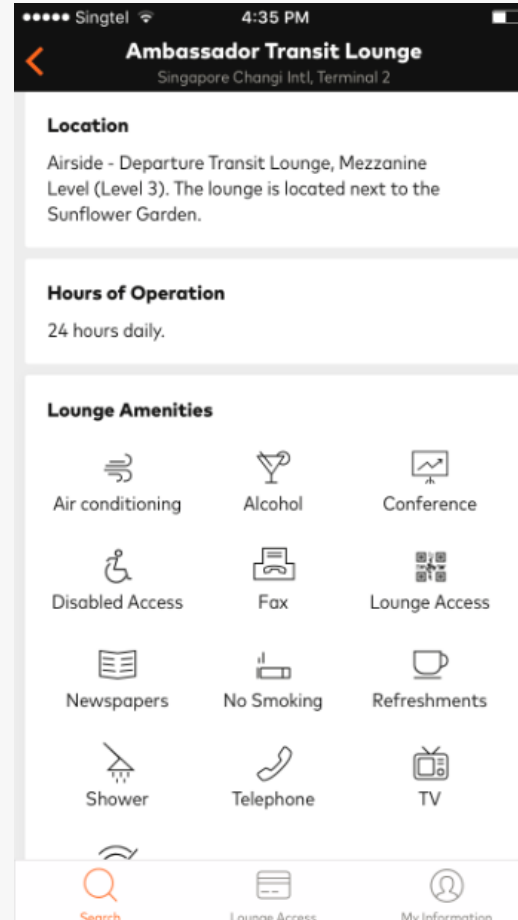 Singtel 4:35 PM
Ambassador Transit Lounge
Singapore Changi Intl, Terminal 2
Location
Airside - Departure Transit Lounge, Mezzanine
Level (Level 3). The lounge is located next to the
Sunflower Garden.
Hours of Operation
24 hours daily.
Lounge Amenities
Air conditioning Alcohol Conference
Disabled Access Fax Lounge Access
Newspapers No Smoking Refreshments
Shower Telephone TV
Search Lounge Access My Information